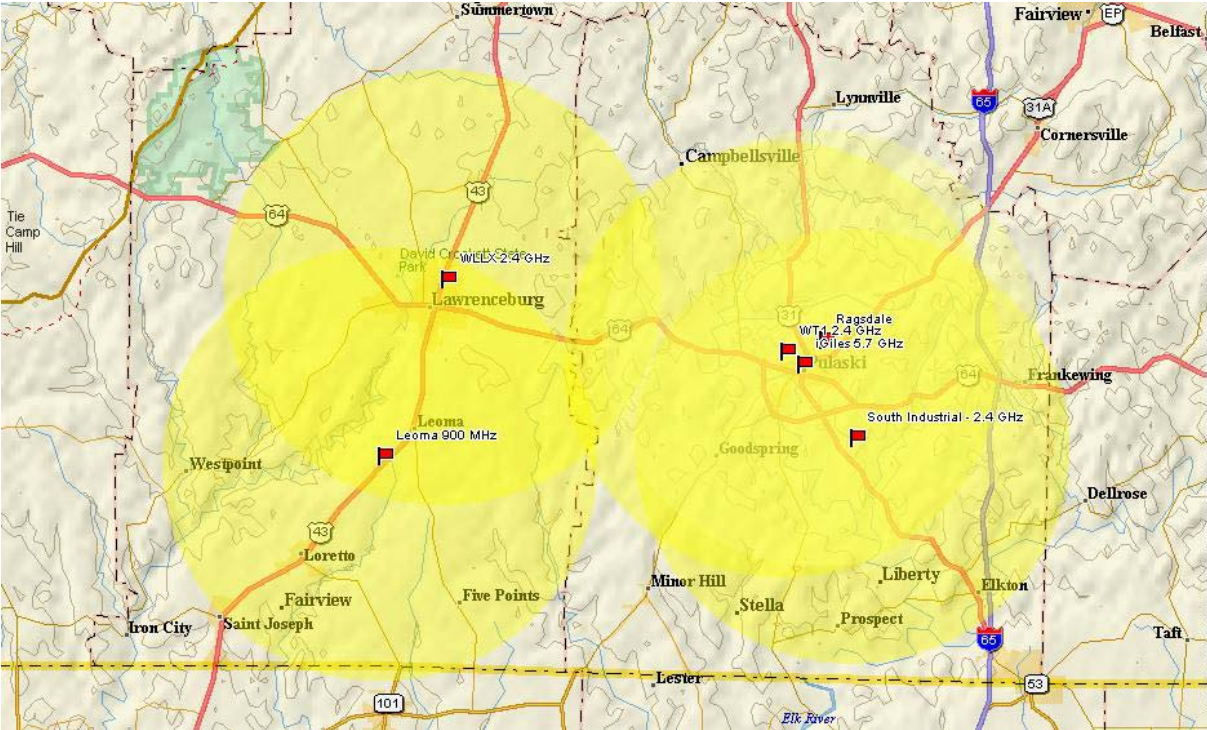 Summertown
Fairview
EP
Belfast
65
Lynnville
31A
Cornersville
Campbellsville
43
64
Tie
Camp
Hill
David Crockett State
Park
WLLX 2.4 GHz
Lawrenceburg
64
31
Ragsdale
WT1 2.4 GHz
iGiles 5.7 GHz
Pulaski
64
Frankewing
Leoma
South Industrial - 2.4 GHz
Leoma 900 MHz
Goodspring
Westpoint
Dellrose
43
Loretto
Minor Hill
Liberty
Elkton
Fairview
Five Points
Stella
Iron City
Saint Joseph
Prospect
Taft
65
Lester
53
101
Elk River